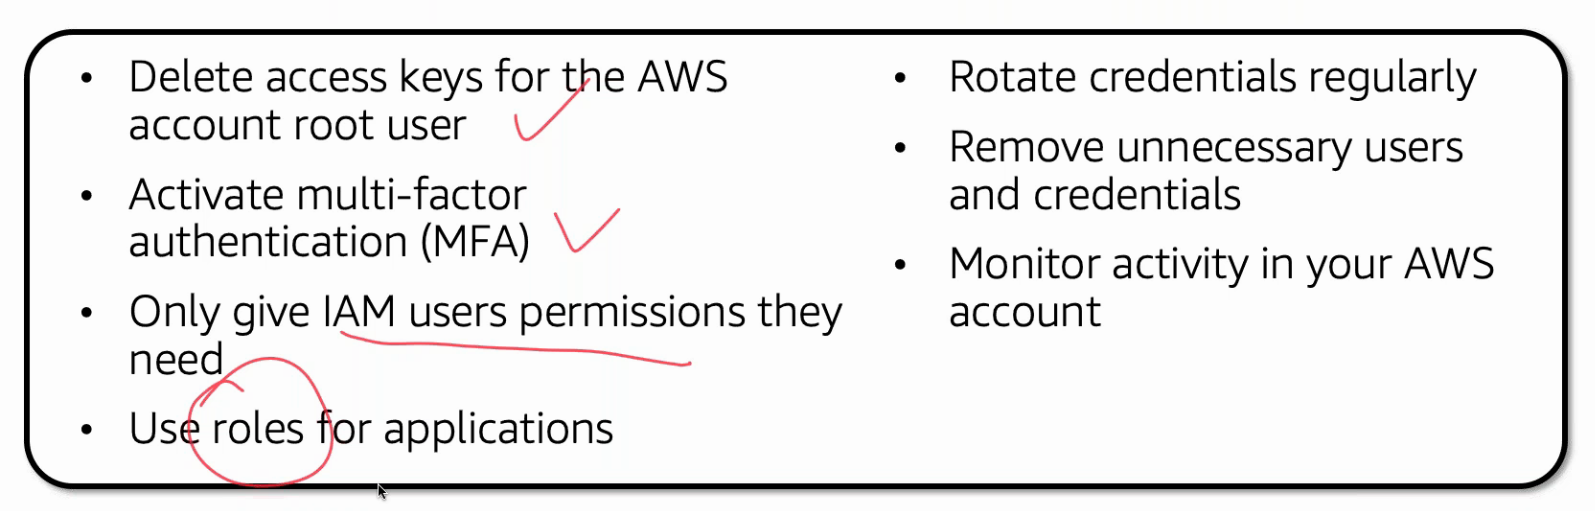 • Delete access keys for the AWS
account root user
• Activate multi-factor
authentication (MFA)
• Only give IAM users permissions they
need
• Use roles for applications
• Rotate credentials regularly
• Remove unnecessary users
and credentials
• Monitor activity in your AWS
account